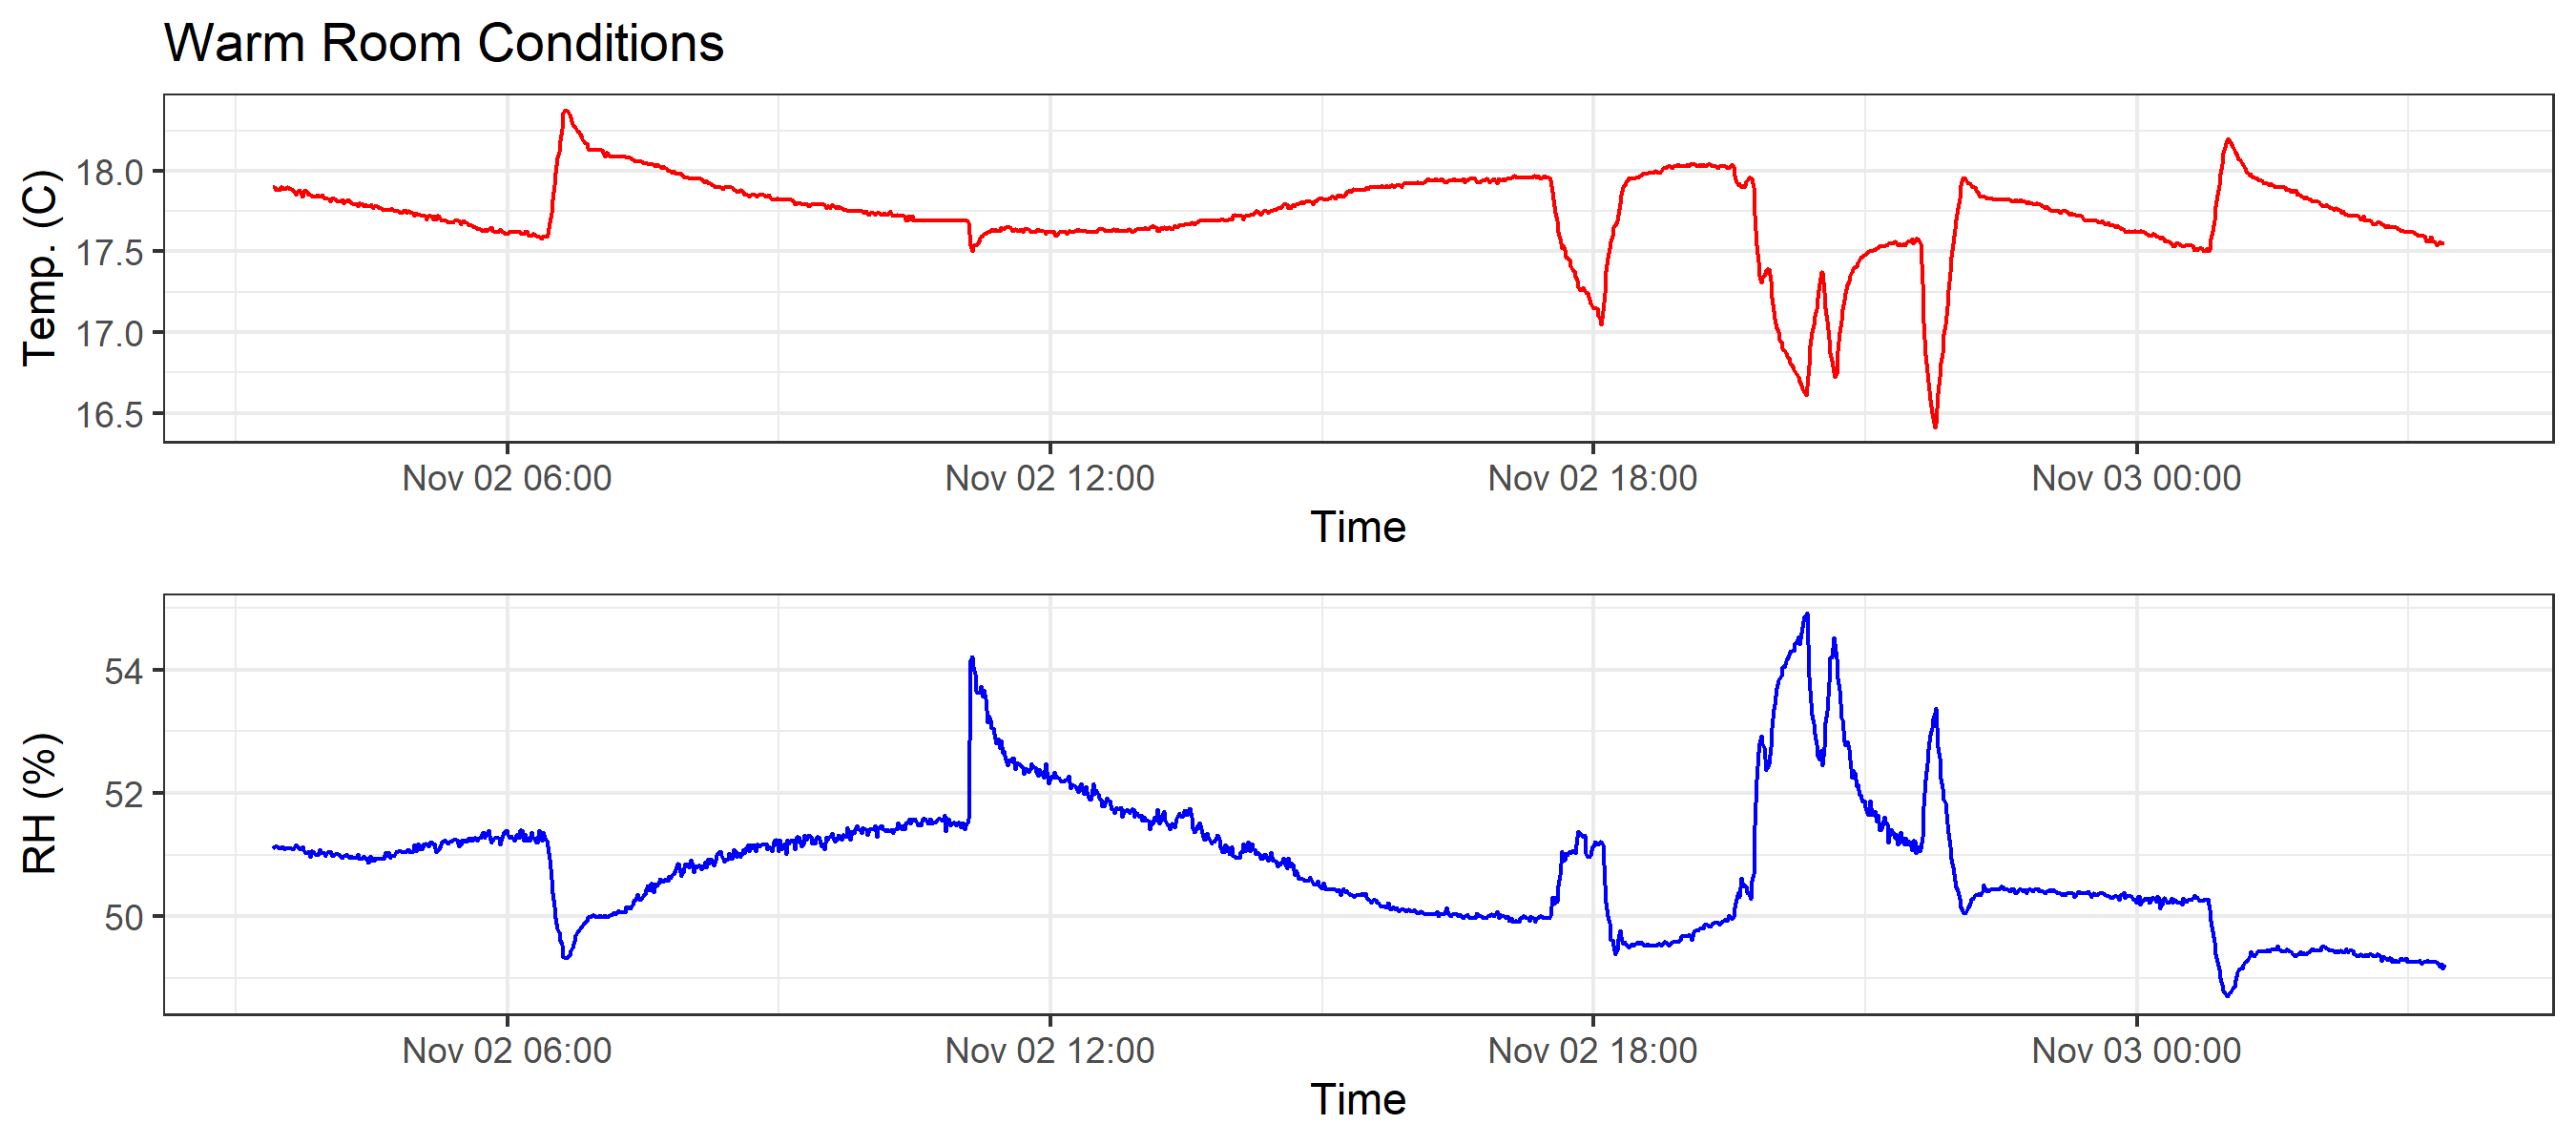 Warm Room Conditions
Temp. (C)
18.0
17.5
17.0
16.5
Nov 02 06:00 Nov 02 12:00 Nov 02 18:00 Nov 03 00:00
Time
RH (%)
54
52
50
Nov 02 06:00 Nov 02 12:00 Nov 02 18:00 Nov 03 00:00
Time